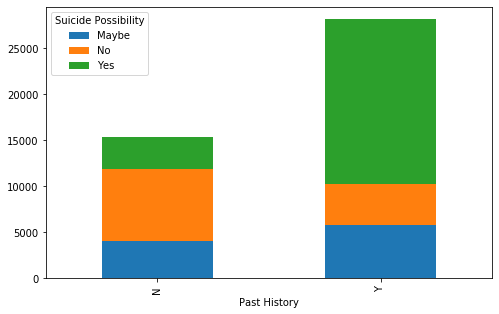 Suicide Possibility
Maybe
No
Yes
25000
20000
15000
10000
5000
0
N
Y
Past History